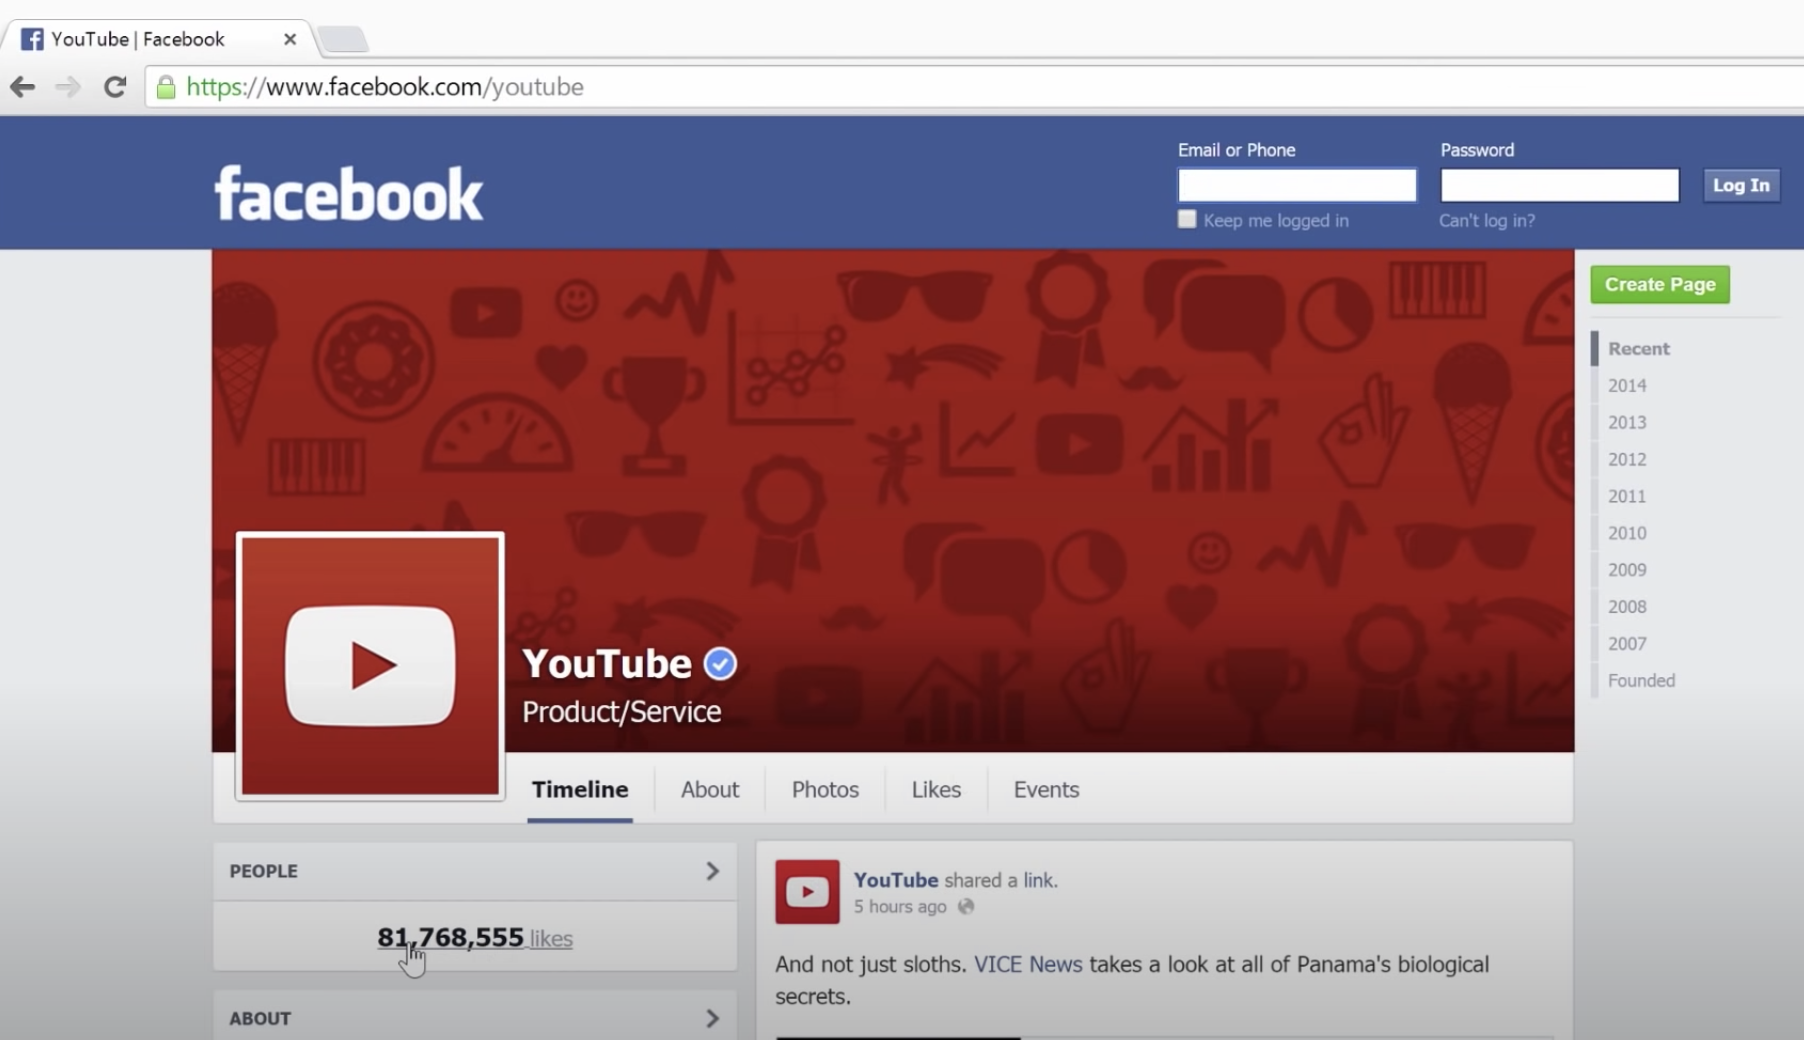 YouTube | Facebook
https://www.facebook.com/youtube
facebook
Email or Phone
Password
Log In
Keep me logged in
Can't log in?
Create Page
Recent
2014
2013
2012
2011
2010
2009
2008
2007
Founded
YouTube
Product/Service
Timeline
About
Photos
Likes
Events
PEOPLE
81,768,555 likes
ABOUT
YouTube shared a link.
5 hours ago
And not just sloths. VICE News takes a look at all of Panama's biological
secrets.